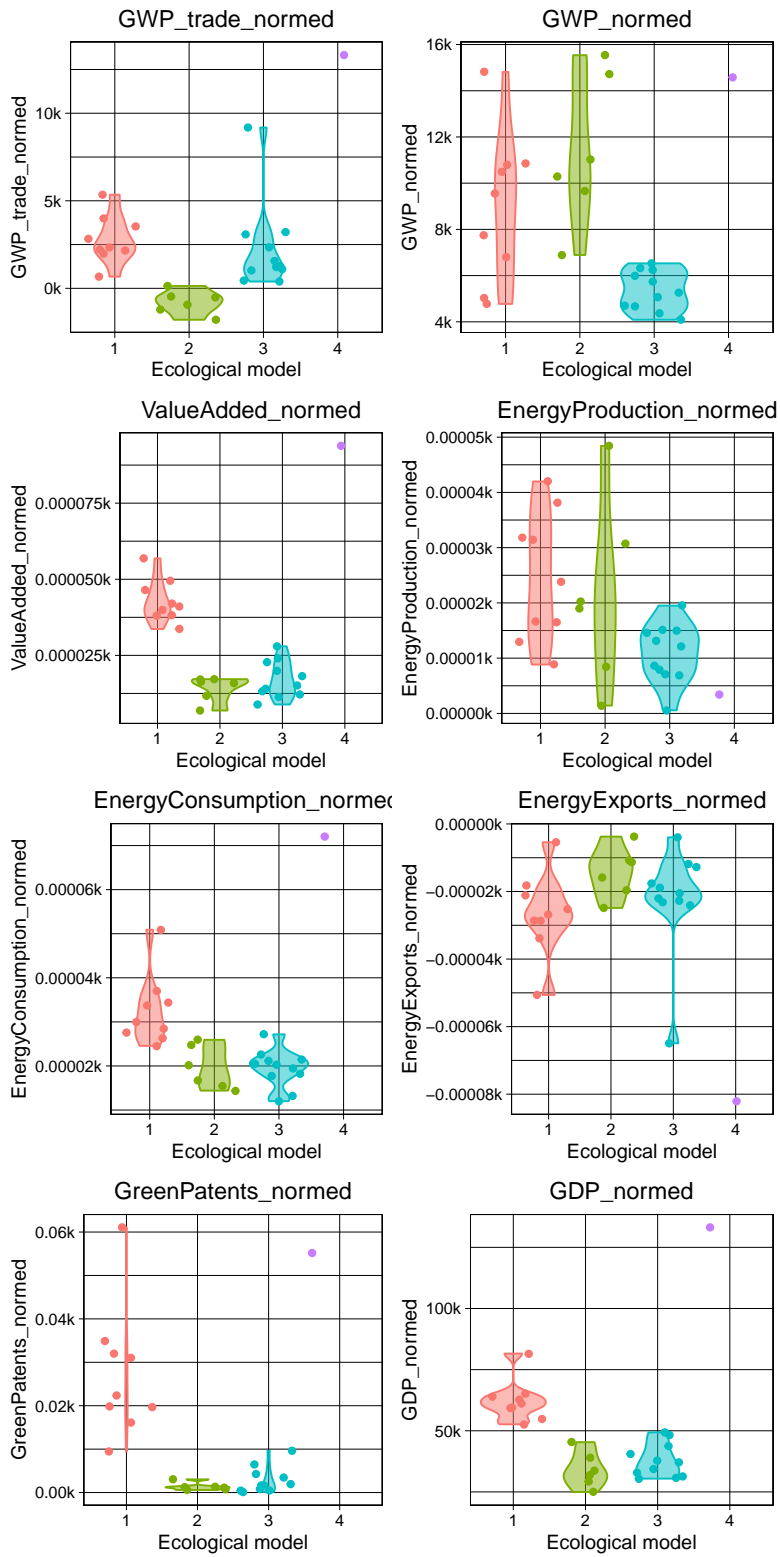 GWP_trade_normed
GWP_trade_normed
10k
5k
0k
1 2 3 4
Ecological model
GWP_normed
GWP_normed
16k
12k
8k
4k
1 2 3 4
Ecological model
ValueAdded_normed
ValueAdded_normed
0.000075k
0.000050k
0.000025k
1 2 3 4
Ecological model
EnergyProduction_normed
EnergyProduction_normed
0.00005k
0.00004k
0.00003k
0.00002k
0.00001k
0.00000k
1 2 3 4
Ecological model
EnergyConsumption_normed
EnergyConsumption_normed
0.00006k
0.00004k
0.00002k
1 2 3 4
Ecological model
EnergyExports_normed
EnergyExports_normed
0.00000k
−0.00002k
−0.00004k
−0.00006k
−0.00008k
1 2 3 4
Ecological model
GreenPatents_normed
GreenPatents_normed
0.06k
0.04k
0.02k
0.00k
1 2 3 4
Ecological model
GDP_normed
GDP_normed
100k
50k
1 2 3 4
Ecological model